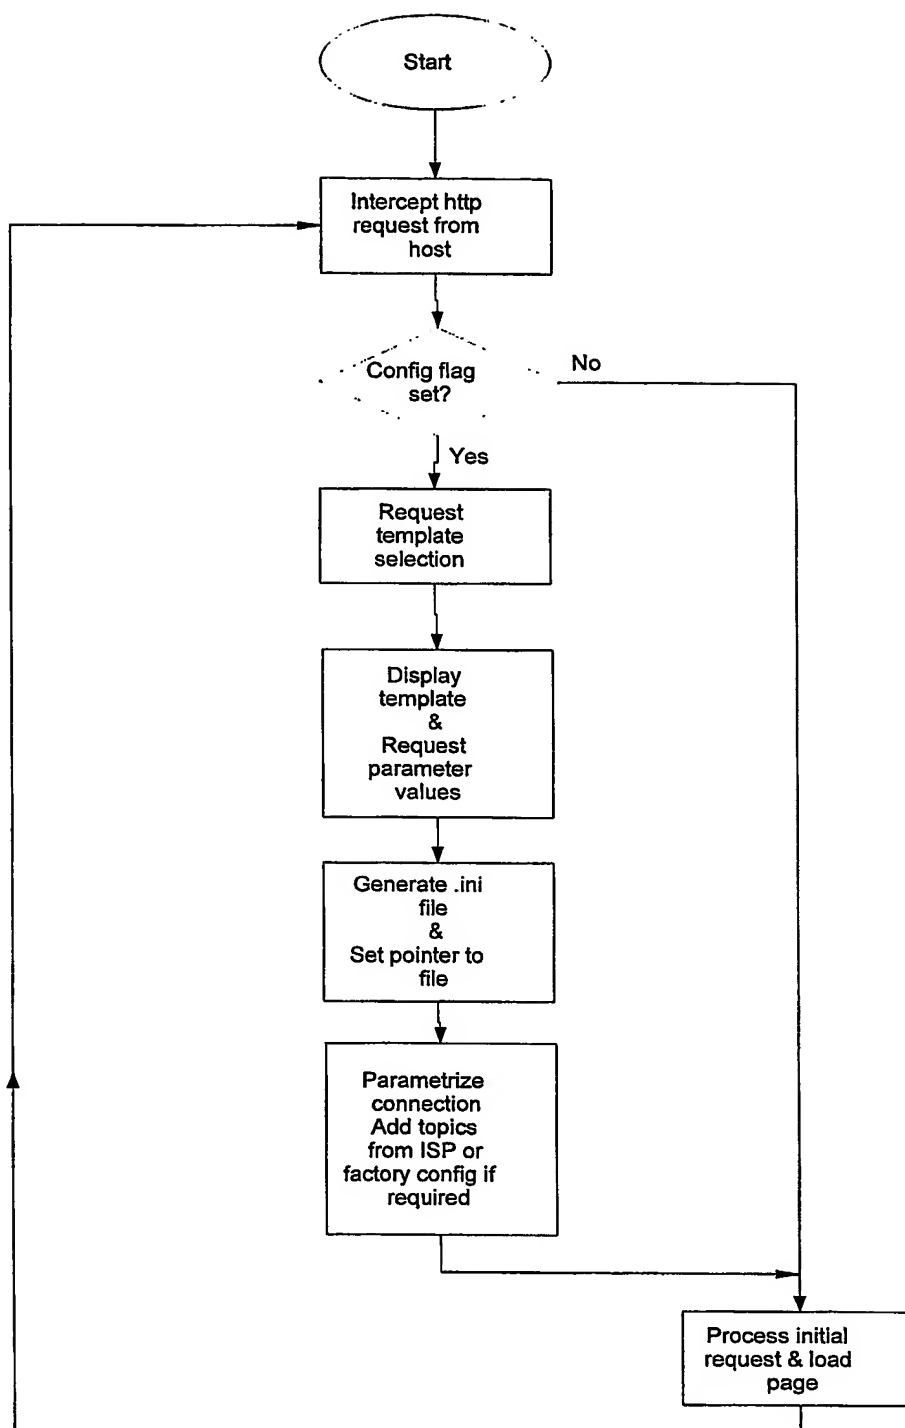 Start
Intercept http
request from
host
Config flag
set?
No
Yes
Request
template
selection
Display
template
&
Request
parameter
values
Generate .ini
file
&
Set pointer to
file
Parametrize
connection
Add topics
from ISP or
factory config if
required
Process initial
request & load
page